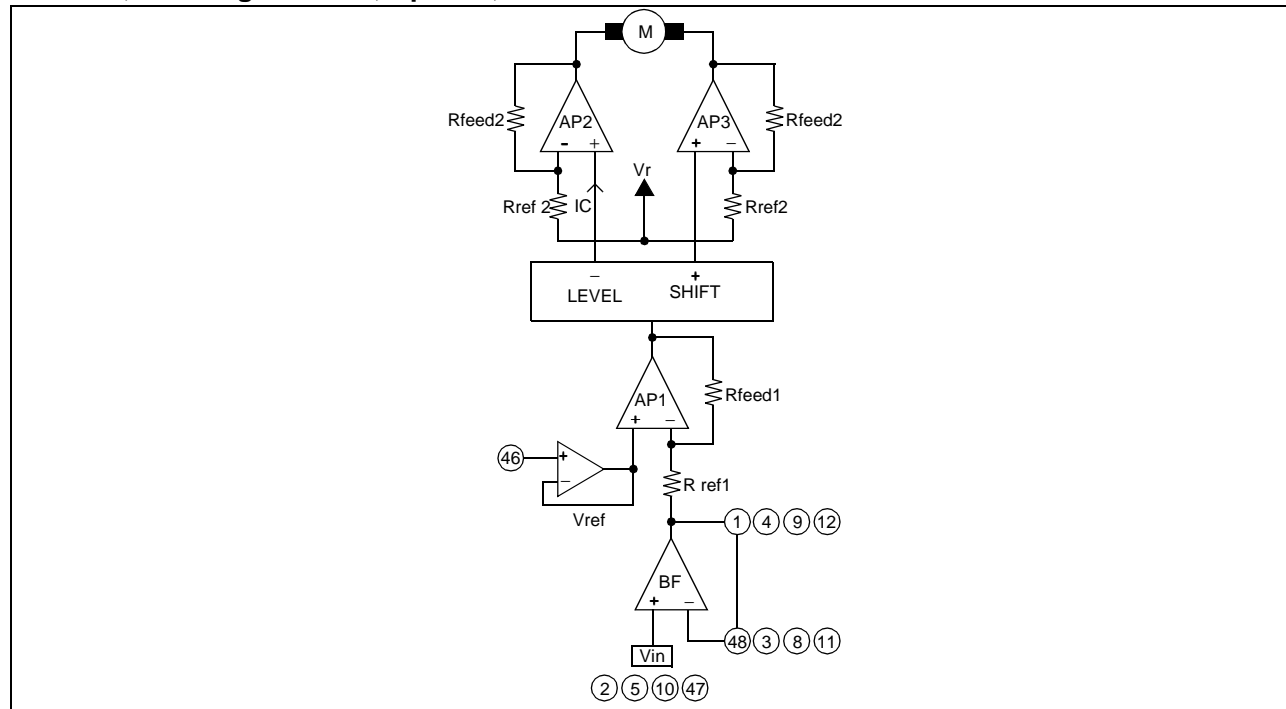 M
AP2
AP3
Rfeed2
Rfeed2
- +
+ −
Vr
Rref 2
IC
Rref2
− +
LEVEL SHIFT
AP1
Rfeed1
+ −
46
+
−
R ref1
Vref
1 4 9 12
BF
+ −
48 3 8 11
Vin
2 5 10 47